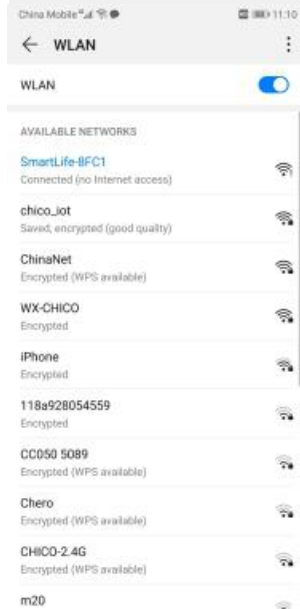 China Mobile
11:10
WLAN
WLAN
AVAILABLE NETWORKS
SmartLife-8FC1
Connected (no Internet access)
chico_iot
Saved, encrypted (good quality)
ChinaNet
Encrypted (WPS available)
WX-CHICO
Encrypted
iPhone
Encrypted
118a928054559
Encrypted
CC050 5089
Encrypted (WPS available)
Chero
Encrypted (WPS available)
CHICO-2.4G
Encrypted (WPS available)
m20